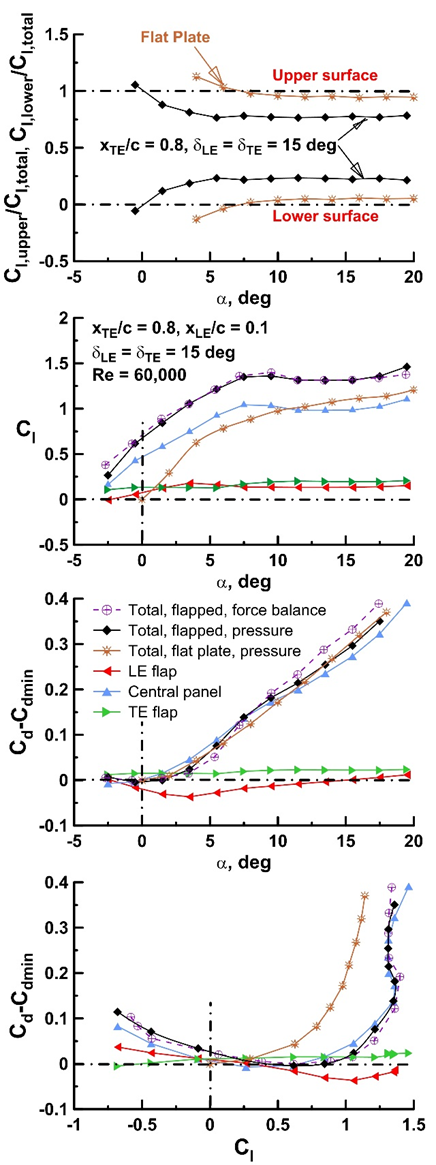 C_l,upper/C_l,total, C_l,lower/C_l,total
1.5
1
0.5
0
-0.5
Flat Plate
Upper surface
x_TE/c = 0.8, δ_LE = δ_TE = 15 deg
Lower surface
-5 0 5 10 15 20
α, deg
C_l
2
1.5
1
0.5
0
-0.5
x_TE/c = 0.8, x_LE/c = 0.1
δ_LE = δ_TE = 15 deg
Re = 60,000
-5 0 5 10 15 20
α, deg
C_d-C_dmin
0.4
0.3
0.2
0.1
0
-0.1
Total, flapped, force balance
Total, flapped, pressure
Total, flat plate, pressure
LE flap
Central panel
TE flap
-5 0 5 10 15 20
α, deg
C_d-C_dmin
0.4
0.3
0.2
0.1
0
-0.1
-1 -0.5 0 0.5 1 1.5
C_l